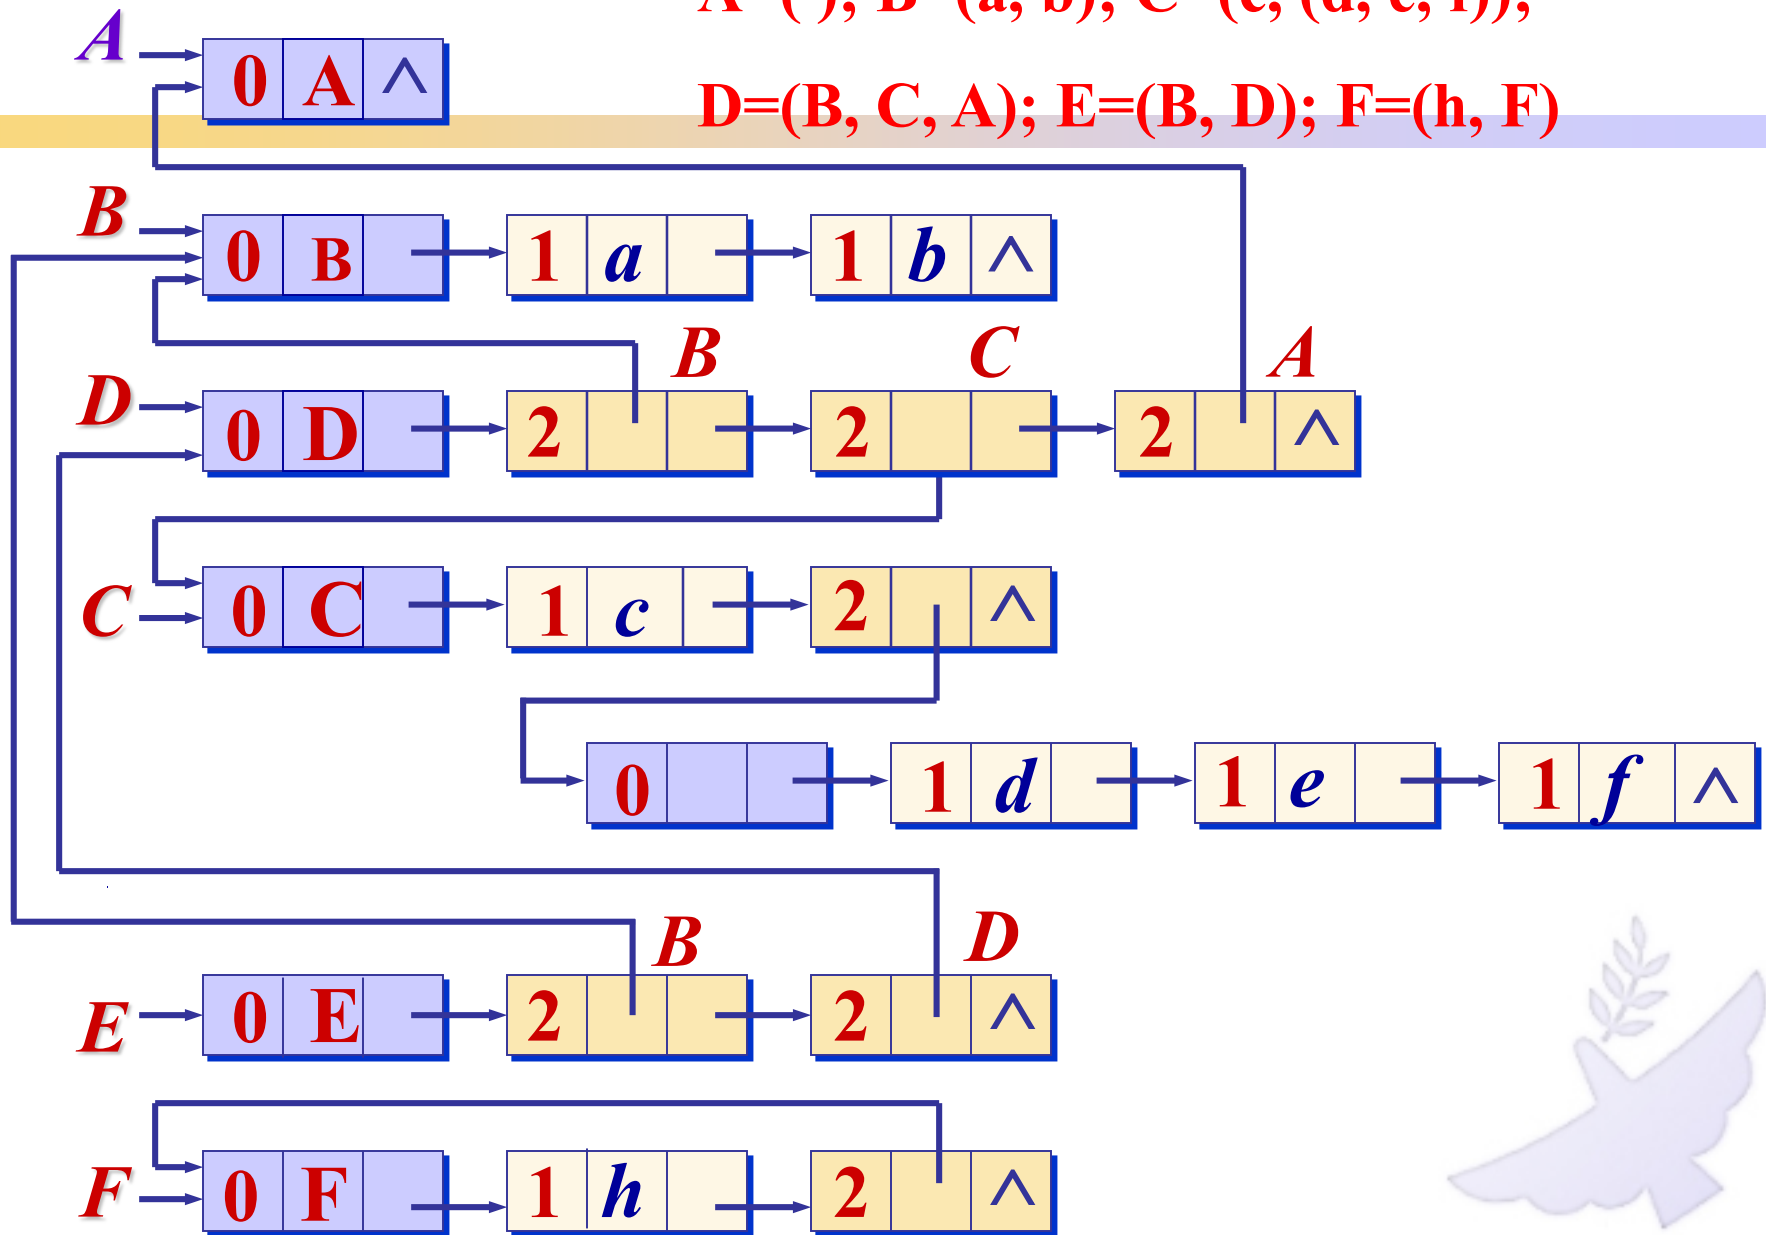 A=( ); B=(a, b); C=(c, (d, e, f));
D=(B, C, A); E=(B, D); F=(h, F)
A 0 A ^
B 0 B 1 a 1 b ^
B C A
D 0 D 2 2 2 ^
C 0 C 1 c 2 ^
0 1 d 1 e 1 f ^
B D
E 0 E 2 2 ^
F 0 F 1 h 2 ^